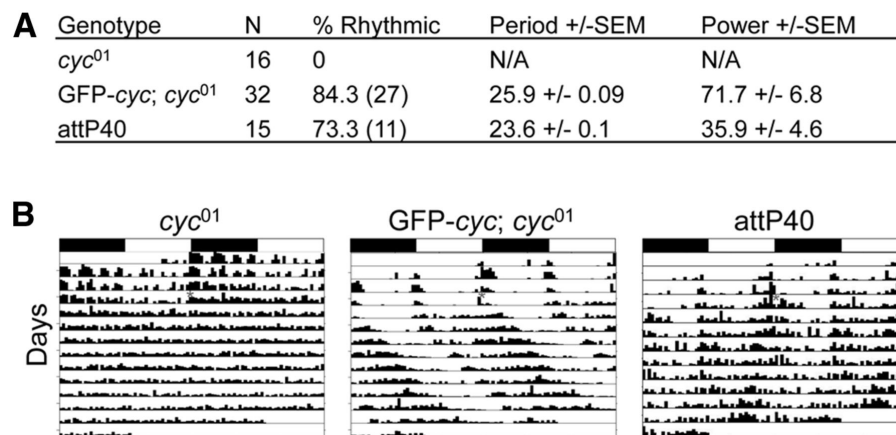 A
Genotype N % Rhythmic Period +/-SEM Power +/-SEM
cyc⁰¹ 16 0 N/A N/A
GFP-cyc; cyc⁰¹ 32 84.3 (27) 25.9 +/- 0.09 71.7 +/- 6.8
attP40 15 73.3 (11) 23.6 +/- 0.1 35.9 +/- 4.6
B
cyc⁰¹ GFP-cyc; cyc⁰¹ attP40
Days